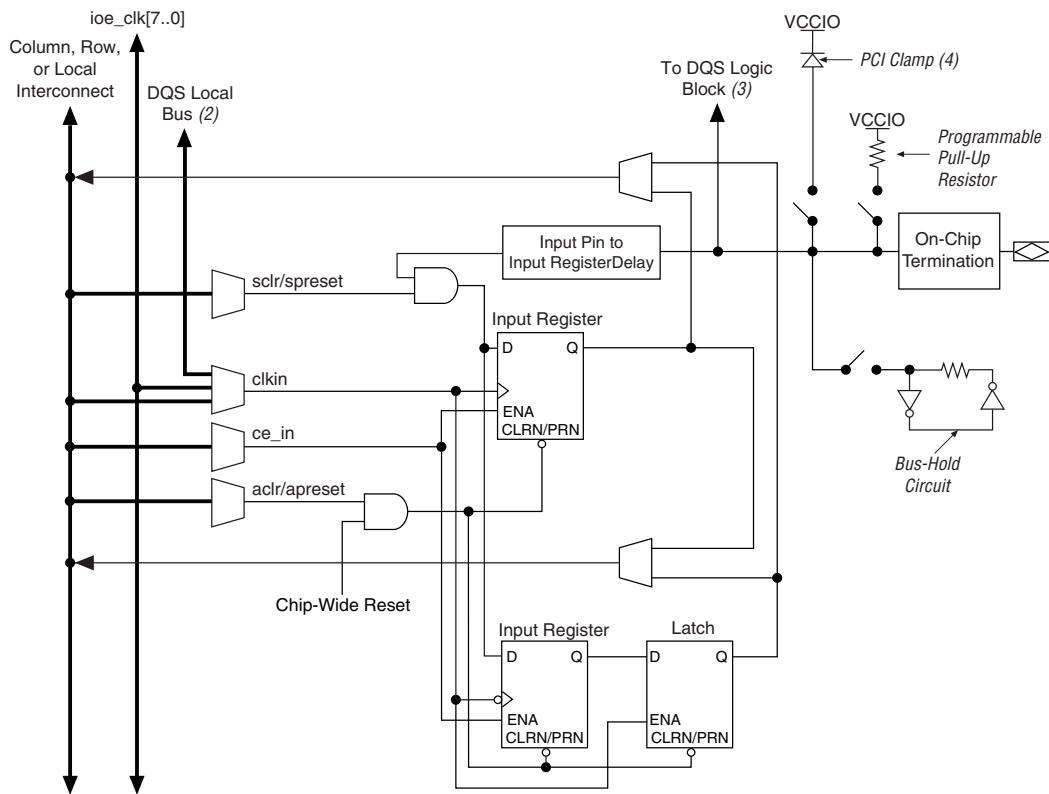 ioe_clk[7..0]
Column, Row,
or Local
Interconnect
DQS Local
Bus (2)
To DQS Logic
Block (3)
VCCIO
PCI Clamp (4)
VCCIO
Programmable
Pull-Up
Resistor
Input Pin to
Input RegisterDelay
On-Chip
Termination
sclr/spreset
Input Register
D
Q
clkin
ENA
CLRN/PRN
ce_in
aclr/apreset
Bus-Hold
Circuit
Chip-Wide Reset
Input Register
Latch
D
Q
D
Q
ENA
CLRN/PRN
ENA
CLRN/PRN